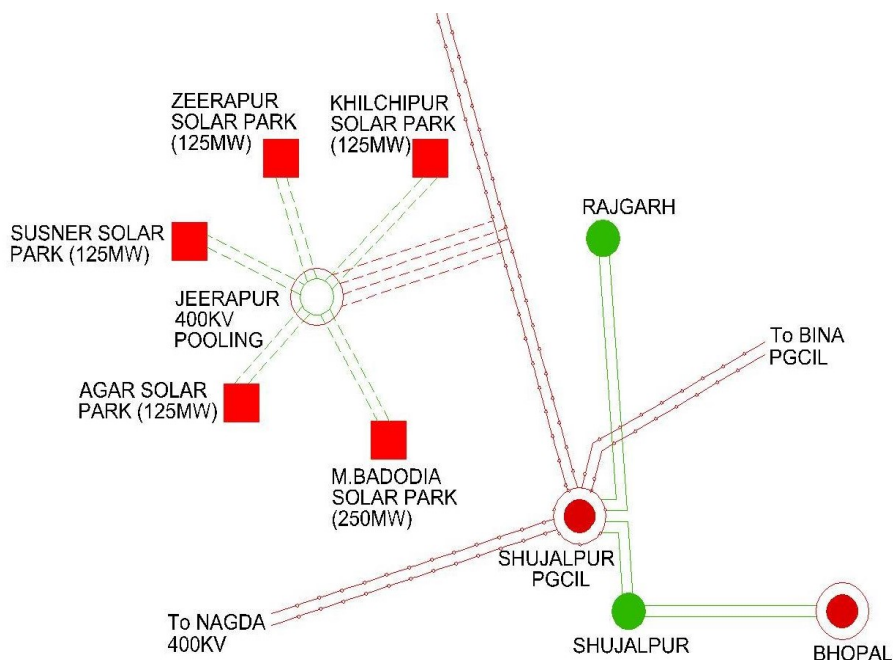 ZEERAPUR
SOLAR PARK
(125MW)
KHILCHIPUR
SOLAR PARK
(125MW)
SUSNER SOLAR
PARK (125MW)
RAJGARH
JEERAPUR
400KV
POOLING
To BINA
PGCIL
AGAR SOLAR
PARK (125MW)
M.BADODIA
SOLAR PARK
(250MW)
SHUJALPUR
PGCIL
To NAGDA
400KV
SHUJALPUR
BHOPAL